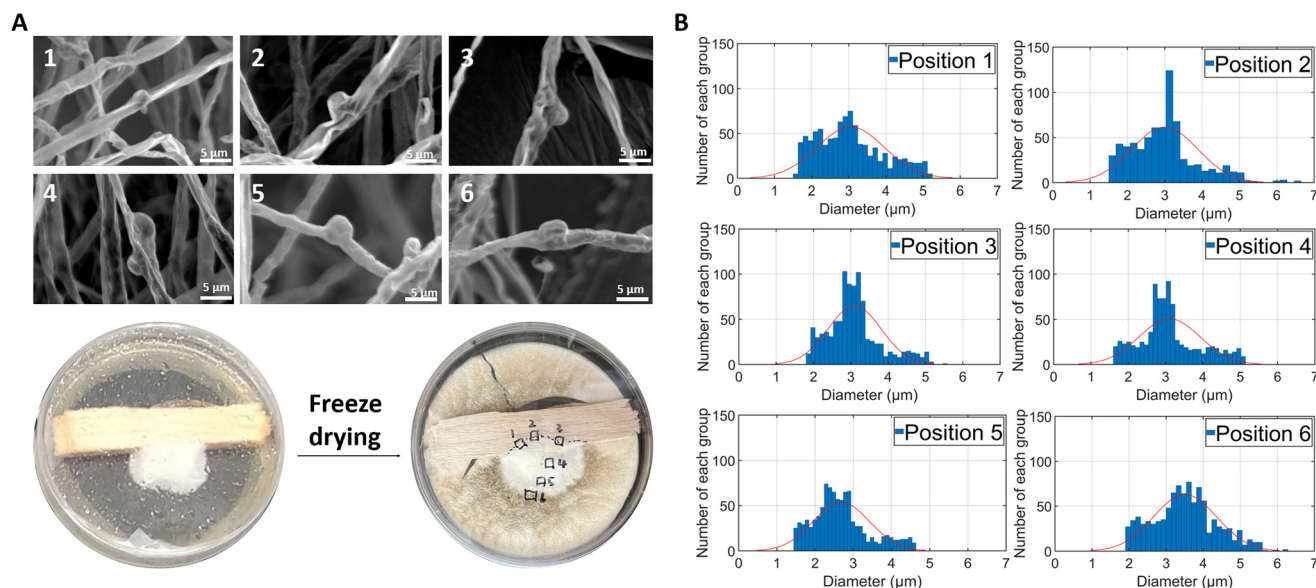 A
1
2
3
5 µm
5 µm
5 µm
4
5
6
5 µm
5 µm
5 µm
Freeze
drying
1
2
3
4
5
6
B
Number of each group
150
100
50
0
0 1 2 3 4 5 6 7
Diameter (µm)
Position 1
Number of each group
150
100
50
0
0 1 2 3 4 5 6 7
Diameter (µm)
Position 2
Number of each group
150
100
50
0
0 1 2 3 4 5 6 7
Diameter (µm)
Position 3
Number of each group
150
100
50
0
0 1 2 3 4 5 6 7
Diameter (µm)
Position 4
Number of each group
150
100
50
0
0 1 2 3 4 5 6 7
Diameter (µm)
Position 5
Number of each group
150
100
50
0
0 1 2 3 4 5 6 7
Diameter (µm)
Position 6